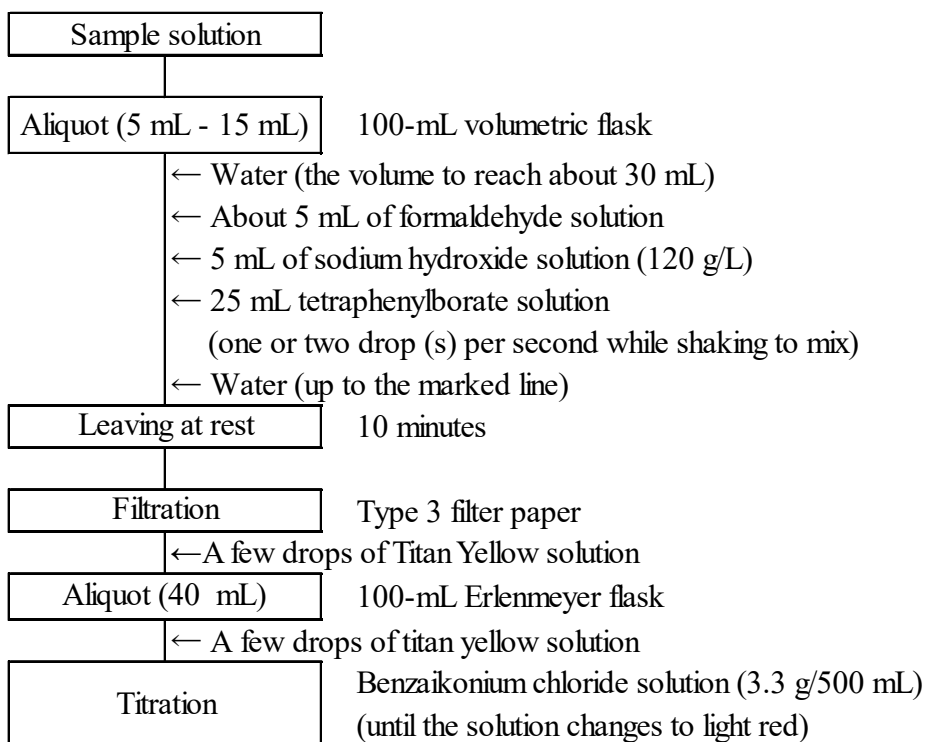 Sample solution
Aliquot (5 mL - 15 mL) 100-mL volumetric flask
← Water (the volume to reach about 30 mL)
← About 5 mL of formaldehyde solution
← 5 mL of sodium hydroxide solution (120 g/L)
← 25 mL tetraphenylborate solution
(one or two drop (s) per second while shaking to mix)
← Water (up to the marked line)
Leaving at rest 10 minutes
Filtration Type 3 filter paper
←A few drops of Titan Yellow solution
Aliquot (40 mL) 100-mL Erlenmeyer flask
← A few drops of titan yellow solution
Titration Benzaikonium chloride solution (3.3 g/500 mL)
(until the solution changes to light red)